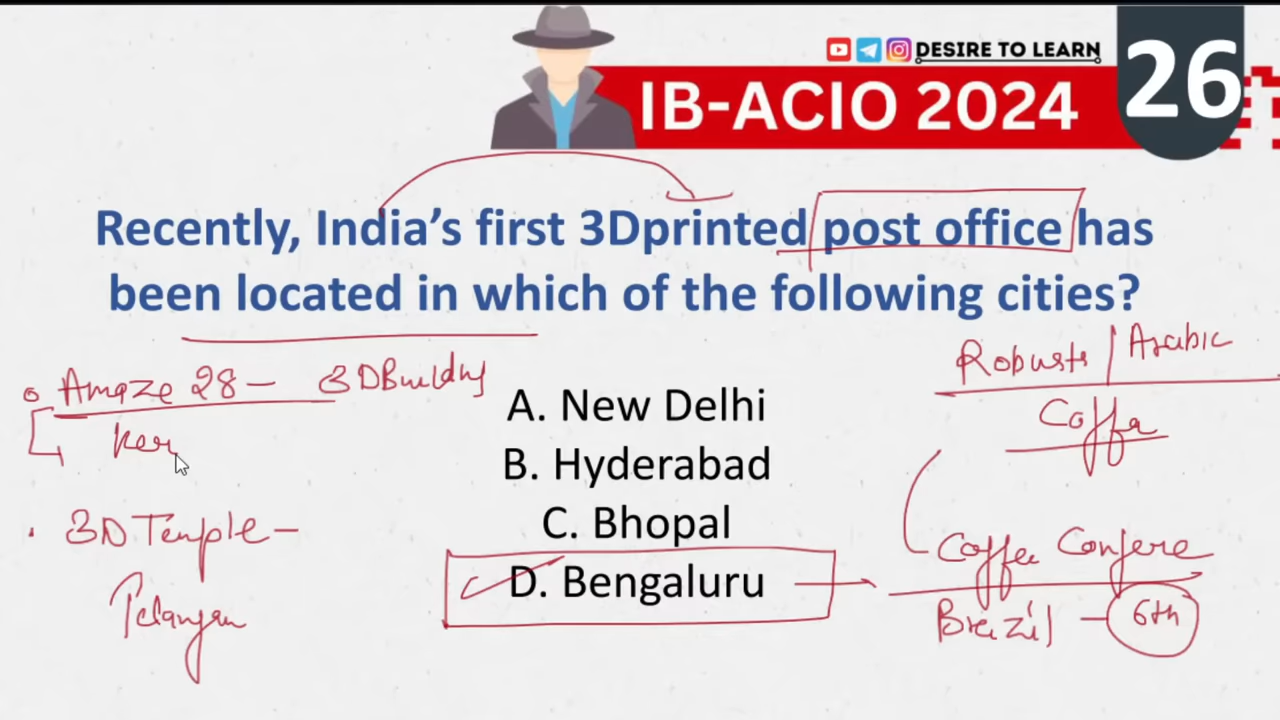 DESIRE TO LEARN
26
IB-ACIO 2024
Recently, India's first 3Dprinted post office has
been located in which of the following cities?
Robusta | Arabic
Amaze 28 – 3D Building
A. New Delhi
Coffee
Ker
B. Hyderabad
C. Bhopal
3D Temple –
Coffee Confere
D. Bengaluru
Telangan
Brazil – 6th